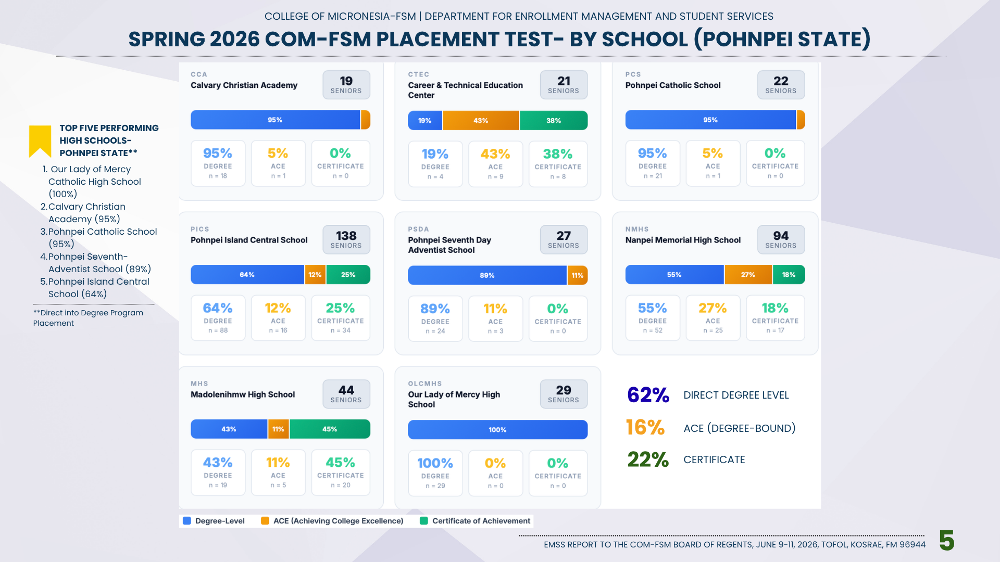 COLLEGE OF MICRONESIA-FSM | DEPARTMENT FOR ENROLLMENT MANAGEMENT AND STUDENT SERVICES
SPRING 2026 COM-FSM PLACEMENT TEST- BY SCHOOL (POHNPEI STATE)
TOP FIVE PERFORMING
HIGH SCHOOLS-
POHNPEI STATE**
1. Our Lady of Mercy
Catholic High School
(100%)
2. Calvary Christian
Academy (95%)
3. Pohnpei Catholic School
(95%)
4. Pohnpei Seventh-
Adventist School (89%)
5. Pohnpei Island Central
School (64%)
**Direct into Degree Program
Placement
CCA
Calvary Christian Academy
19
SENIORS
95%
95%
DEGREE
n = 18
5%
ACE
n = 1
0%
CERTIFICATE
n = 0
CTEC
Career & Technical Education
Center
21
SENIORS
19% 43% 38%
19%
DEGREE
n = 4
43%
ACE
n = 9
38%
CERTIFICATE
n = 8
PCS
Pohnpei Catholic School
22
SENIORS
95%
95%
DEGREE
n = 21
5%
ACE
n = 1
0%
CERTIFICATE
n = 0
PICS
Pohnpei Island Central School
138
SENIORS
64% 12% 25%
64%
DEGREE
n = 88
12%
ACE
n = 16
25%
CERTIFICATE
n = 34
PSDA
Pohnpei Seventh Day
Adventist School
27
SENIORS
89% 11%
89%
DEGREE
n = 24
11%
ACE
n = 3
0%
CERTIFICATE
n = 0
NMHS
Nanpei Memorial High School
94
SENIORS
55% 27% 18%
55%
DEGREE
n = 52
27%
ACE
n = 25
18%
CERTIFICATE
n = 17
MHS
Madolenihmw High School
44
SENIORS
43% 11% 45%
43%
DEGREE
n = 19
11%
ACE
n = 5
45%
CERTIFICATE
n = 20
OLCMHS
Our Lady of Mercy High
School
29
SENIORS
100%
100%
DEGREE
n = 29
0%
ACE
n = 0
0%
CERTIFICATE
n = 0
62% DIRECT DEGREE LEVEL
16% ACE (DEGREE-BOUND)
22% CERTIFICATE
Degree-Level ACE (Achieving College Excellence) Certificate of Achievement
EMSS REPORT TO THE COM-FSM BOARD OF REGENTS, JUNE 9-11, 2026, TOFOL, KOSRAE, FM 96944
5